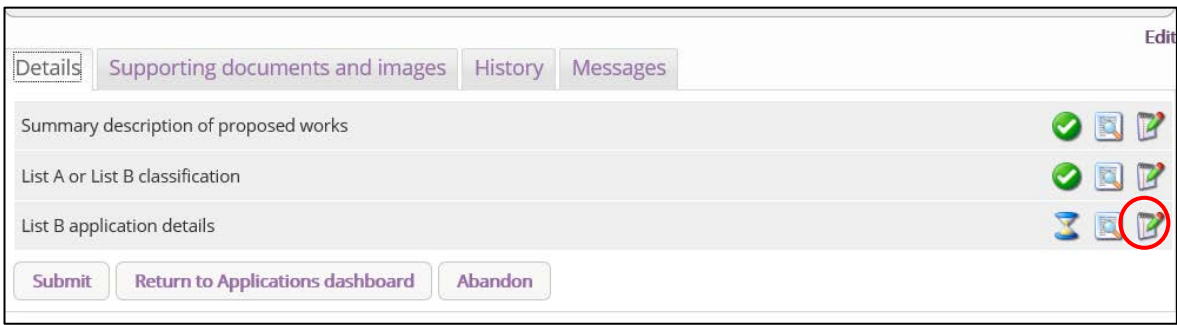 Edit
Details Supporting documents and images History Messages
Summary description of proposed works
List A or List B classification
List B application details
Submit Return to Applications dashboard Abandon